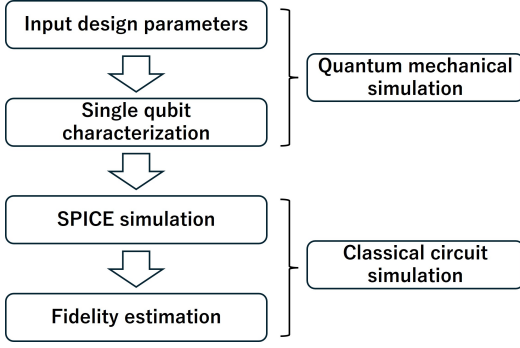 Input design parameters
Single qubit
characterization
SPICE simulation
Fidelity estimation
Quantum mechanical
simulation
Classical circuit
simulation